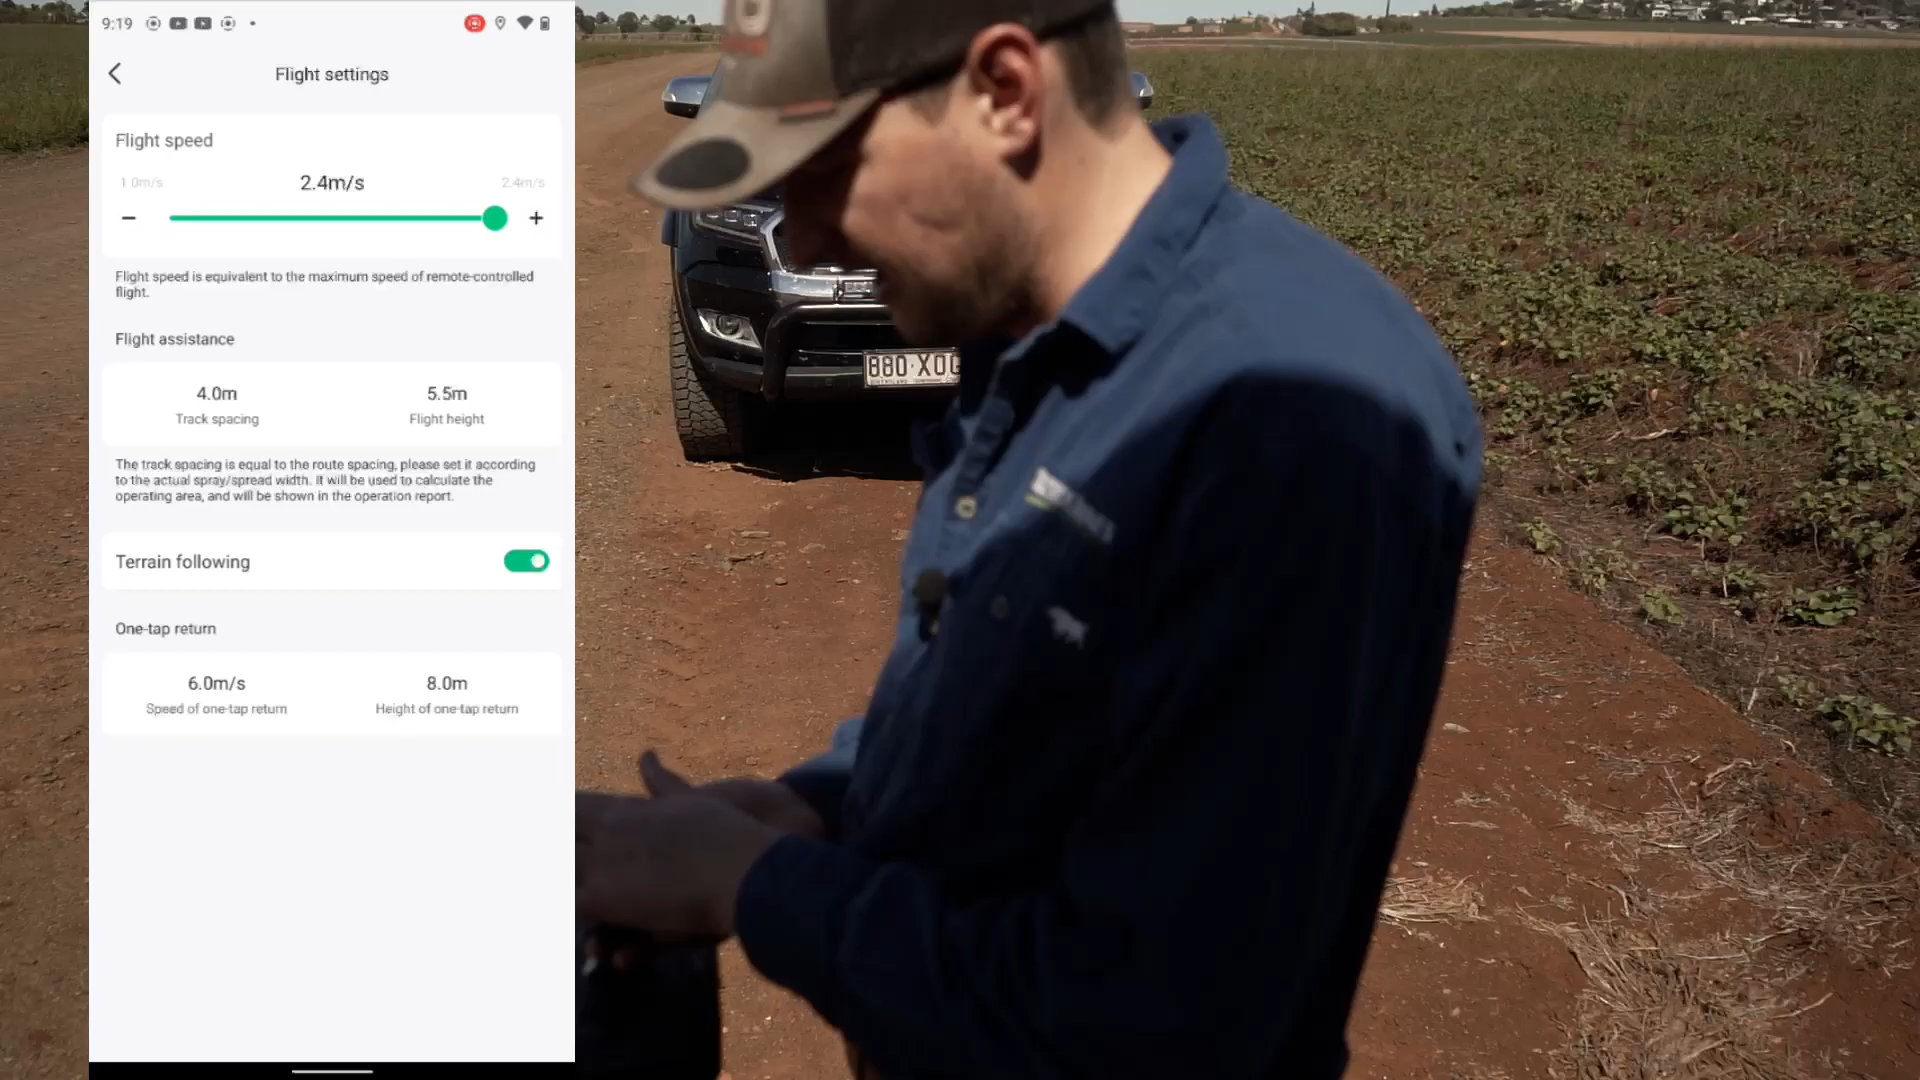 9:19
Flight settings
Flight speed
1.0m/s
2.4m/s
2.4m/s
Flight speed is equivalent to the maximum speed of remote-controlled
flight.
Flight assistance
4.0m
5.5m
Track spacing
Flight height
The track spacing is equal to the route spacing, please set it according
to the actual spray/spread width. It will be used to calculate the
operating area, and will be shown in the operation report.
Terrain following
One-tap return
6.0m/s
8.0m
Speed of one-tap return
Height of one-tap return
880·XOG